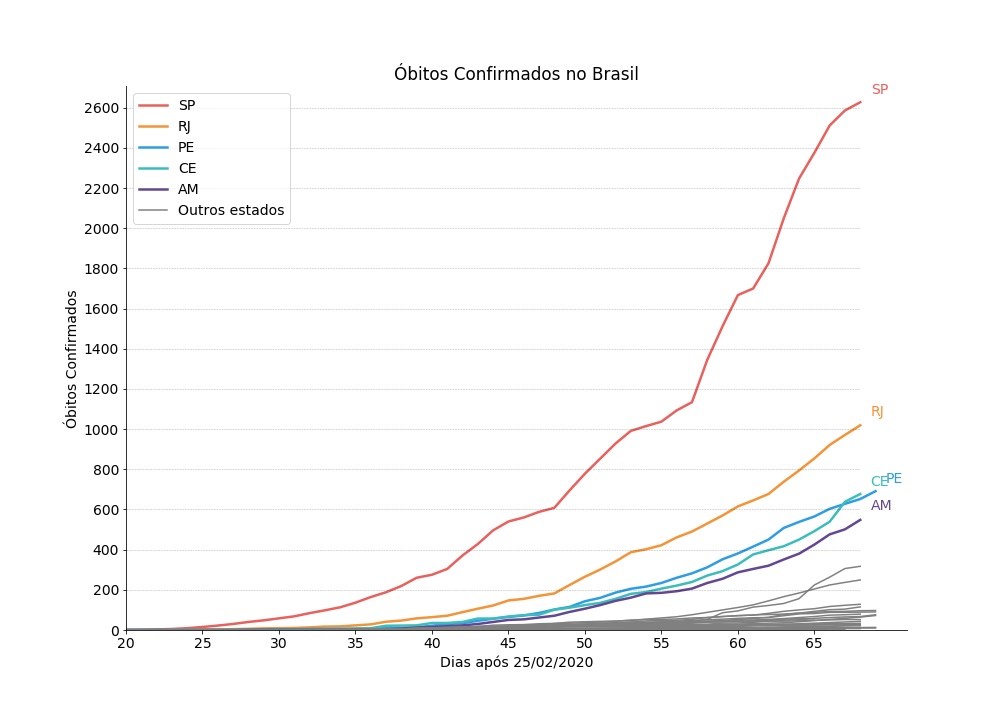 Óbitos Confirmados no Brasil
SP
RJ
PE
CE
AM
Outros estados
Óbitos Confirmados
2600
2400
2200
2000
1800
1600
1400
1200
1000
800
600
400
200
0
20 25 30 35 40 45 50 55 60 65
Dias após 25/02/2020
SP
RJ
CE PE
AM